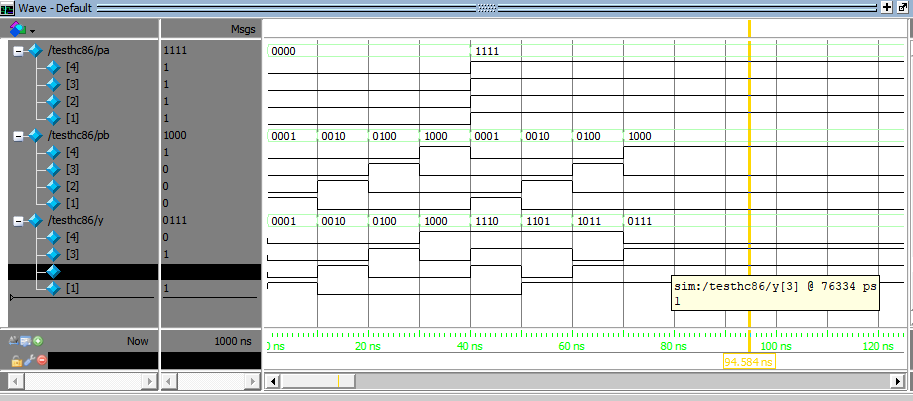 Wave - Default
Msgs
/testhc86/pa 1111 0000 1111
[4] 1
[3] 1
[2] 1
[1] 1
/testhc86/pb 1000 0001 0010 0100 1000 0001 0010 0100 1000
[4] 1
[3] 0
[2] 0
[1] 0
/testhc86/y 0111 0001 0010 0100 1000 1110 1101 1011 0111
[4] 0
[3] 1
[1] 1
sim:/testhc86/y[3] @ 76334 ps
1
Now 1000 ns 0 ns 20 ns 40 ns 60 ns 80 ns 100 ns 120 ns
94.584 ns